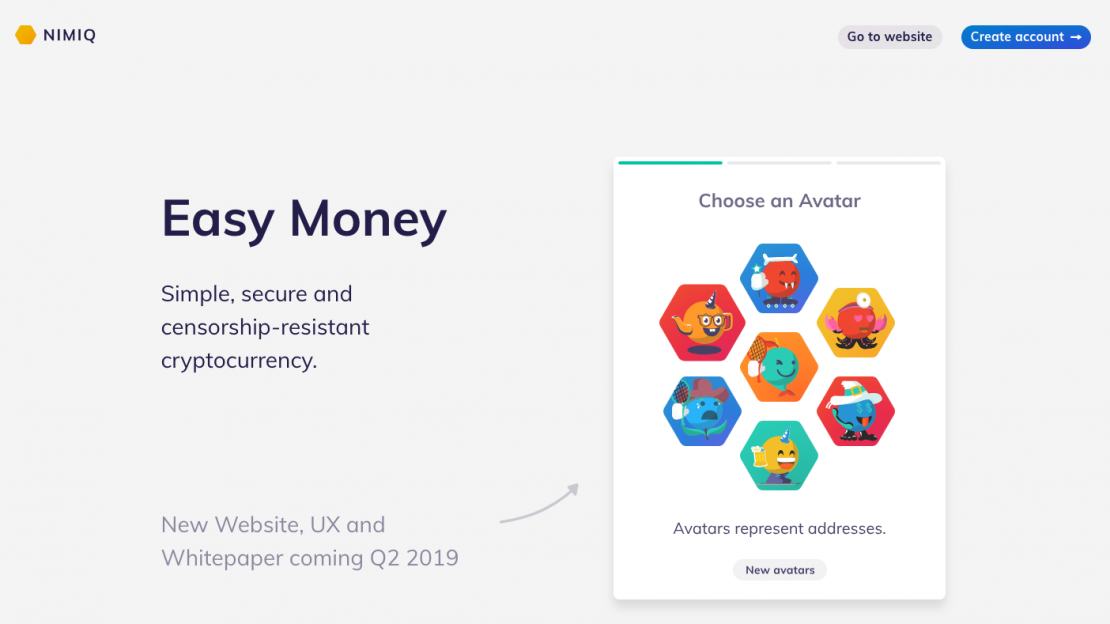 NIMIQ
Go to website
Create account →
Easy Money
Simple, secure and
censorship-resistant
cryptocurrency.
New Website, UX and
Whitepaper coming Q2 2019
Choose an Avatar
Avatars represent addresses.
New avatars